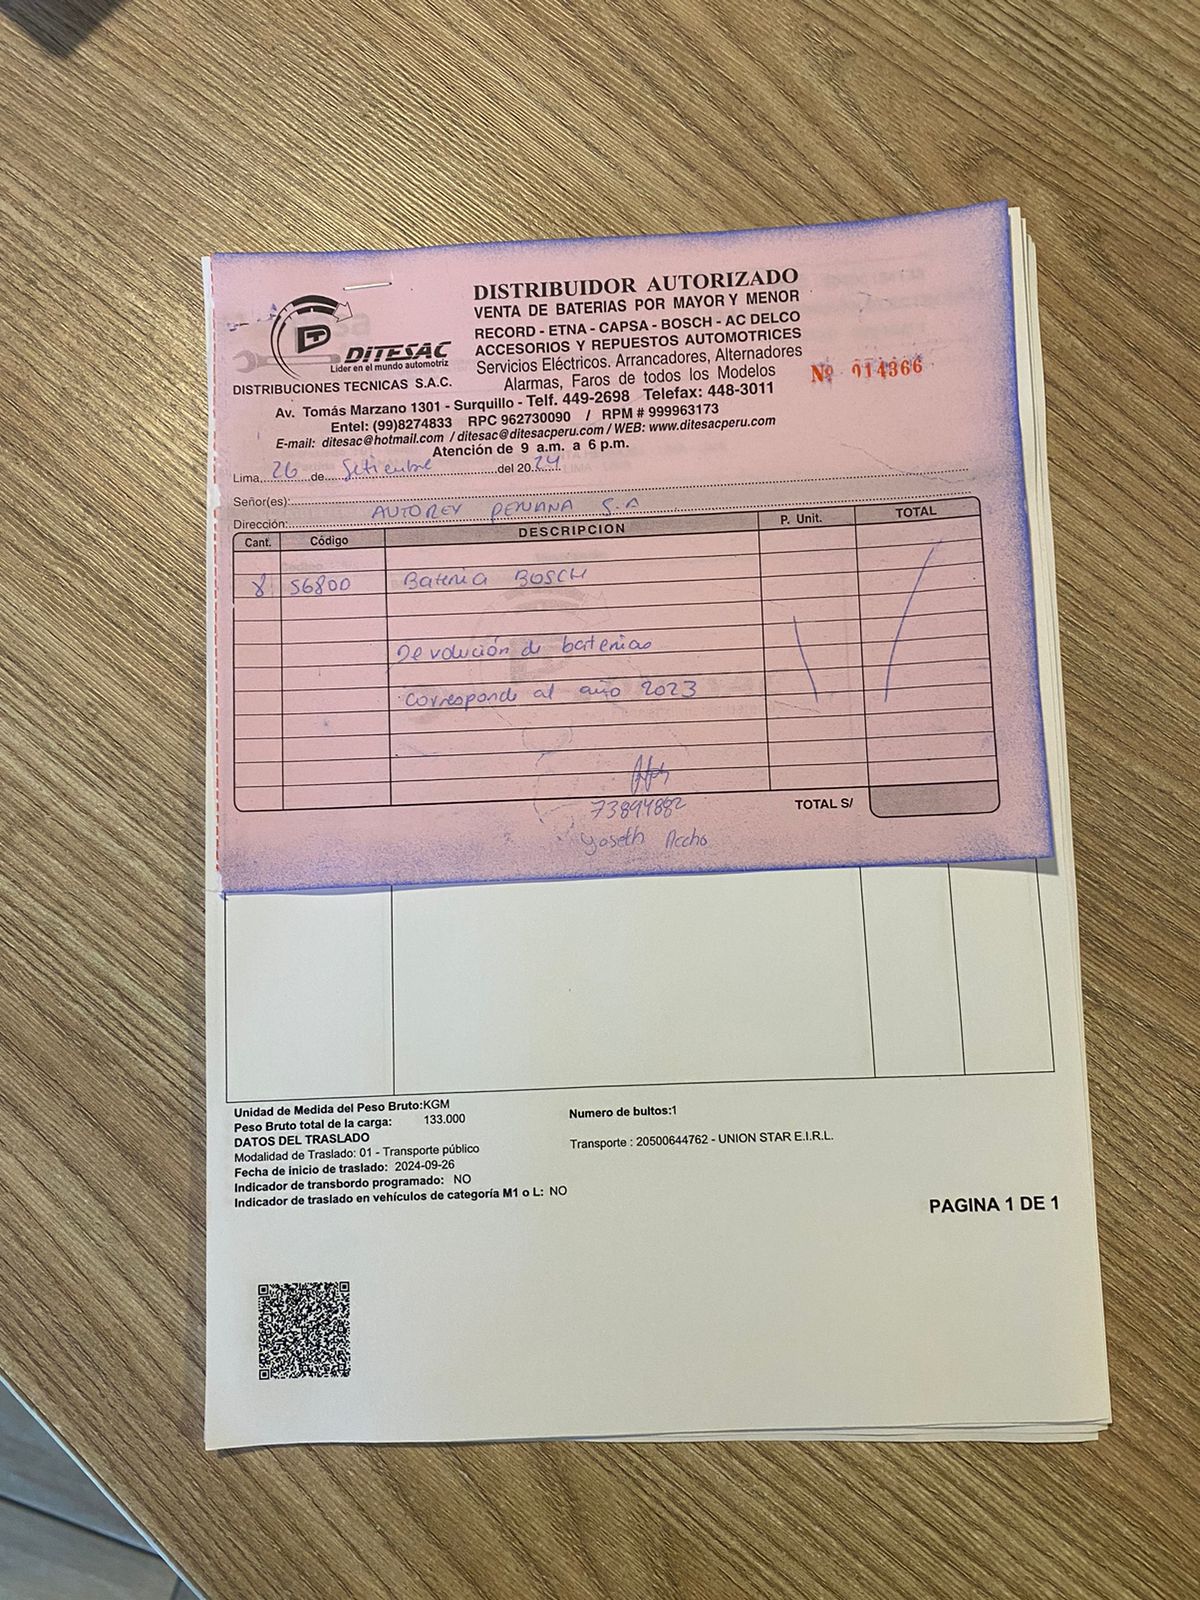 DITESAC
Lider en el mundo automotriz
DISTRIBUCIONES TECNICAS S.A.C.
DISTRIBUIDOR AUTORIZADO
VENTA DE BATERIAS POR MAYOR Y MENOR
RECORD - ETNA - CAPSA - BOSCH - AC DELCO
ACCESORIOS Y REPUESTOS AUTOMOTRICES
Servicios Eléctricos. Arrancadores, Alternadores
Alarmas, Faros de todos los Modelos
Nº 014366
Av. Tomás Marzano 1301 - Surquillo - Telf. 449-2698 Telefax: 448-3011
Entel: (99)8274833 RPC 962730090 / RPM # 999963173
E-mail: ditesac@hotmail.com / ditesac@ditesacperu.com / WEB: www.ditesacperu.com
Atención de 9 a.m. a 6 p.m.
Lima, 26 de Setiembre del 2024
Señor(es): AUTOREX PERUANA S.A
Dirección:
Cant. Código DESCRIPCION P. Unit. TOTAL
8 S6800 Bateria BOSCH
Devolución de baterias
corresponde al año 2023
73894882
Yoseth Accho
TOTAL S/
Unidad de Medida del Peso Bruto:KGM
Peso Bruto total de la carga: 133.000
Numero de bultos:1
DATOS DEL TRASLADO
Modalidad de Traslado: 01 - Transporte público
Transporte : 20500644762 - UNION STAR E.I.R.L.
Fecha de inicio de traslado: 2024-09-26
Indicador de transbordo programado: NO
Indicador de traslado en vehículos de categoría M1 o L: NO
PAGINA 1 DE 1